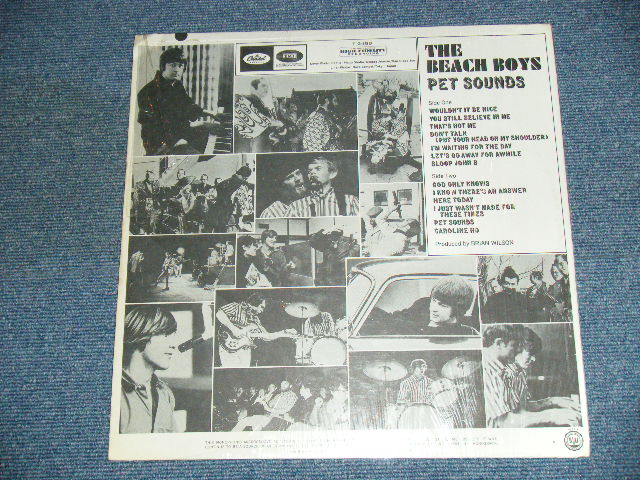 THE
BEACH BOYS
PET SOUNDS
Side One
WOULDN'T IT BE NICE
YOU STILL BELIEVE IN ME
THAT'S NOT ME
DON'T TALK
(PUT YOUR HEAD ON MY SHOULDER)
I'M WAITING FOR THE DAY
LET'S GO AWAY FOR AWHILE
SLOOP JOHN B
Side Two
GOD ONLY KNOWS
I KNOW THERE'S AN ANSWER
HERE TODAY
I JUST WASN'T MADE FOR
THESE TIMES
PET SOUNDS
CAROLINE NO
Produced by BRIAN WILSON
Capitol